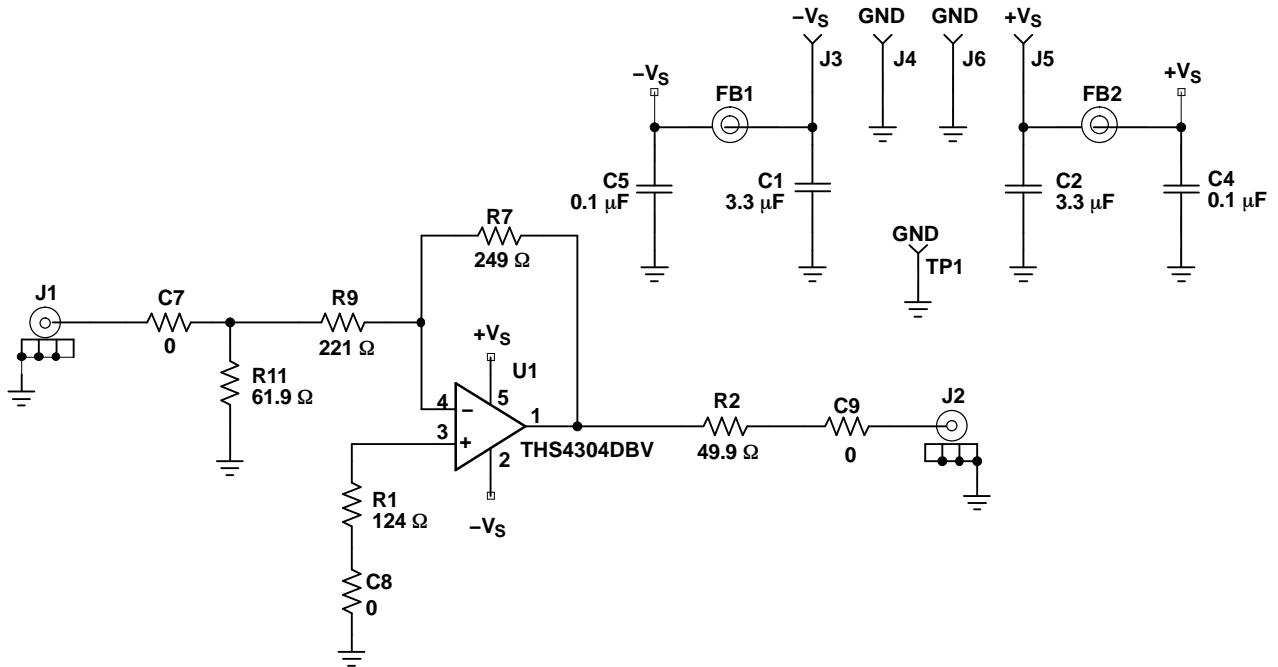 −VS
GND
GND
+VS
J3
J4
J6
J5
−VS
FB1
FB2
+VS
C5
0.1 µF
C1
3.3 µF
C2
3.3 µF
C4
0.1 µF
GND
TP1
R7
249 Ω
J1
C7
0
R9
221 Ω
R11
61.9 Ω
+VS
U1
5
4
−
3
+
1
2
THS4304DBV
−VS
R2
49.9 Ω
C9
0
J2
R1
124 Ω
C8
0